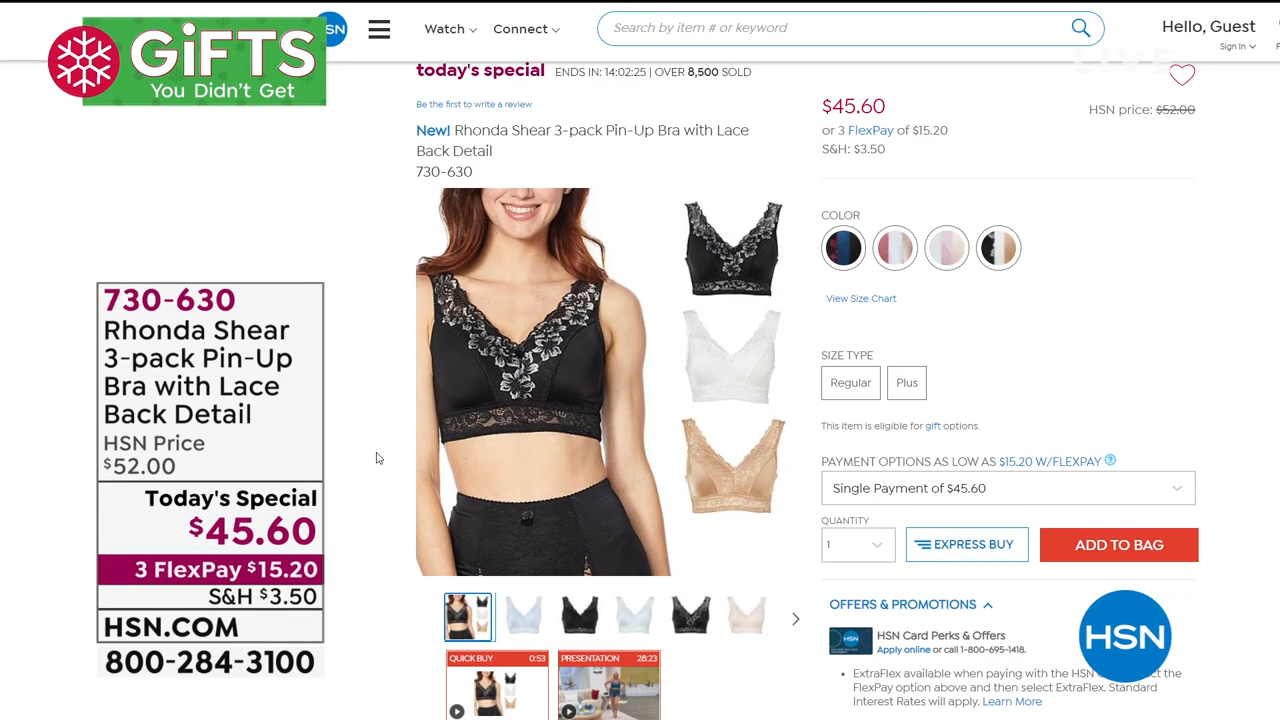 GiFTS
You Didn't Get
SN
Watch
Connect
Search by item # or keyword
Hello, Guest
Sign In
LIVE
today's special ENDS IN: 14:02:25 | OVER 8,500 SOLD
Be the first to write a review
New! Rhonda Shear 3-pack Pin-Up Bra with Lace
Back Detail
730-630
$45.60
HSN price: $52.00
or 3 FlexPay of $15.20
S&H: $3.50
COLOR
View Size Chart
SIZE TYPE
Regular
Plus
This item is eligible for gift options.
PAYMENT OPTIONS AS LOW AS $15.20 W/FLEXPAY ?
Single Payment of $45.60
QUANTITY
1
EXPRESS BUY
ADD TO BAG
OFFERS & PROMOTIONS
HSN
HSN Card Perks & Offers
Apply online or call 1-800-695-1418.
ExtraFlex available when paying with the HSN ct the
FlexPay option above and then select ExtraFlex. Standard
Interest Rates will apply. Learn More
HSN
QUICK BUY 0:53
PRESENTATION 28:23
730-630
Rhonda Shear
3-pack Pin-Up
Bra with Lace
Back Detail
HSN Price
$52.00
Today's Special
$45.60
3 FlexPay $15.20
S&H $3.50
HSN.COM
800-284-3100